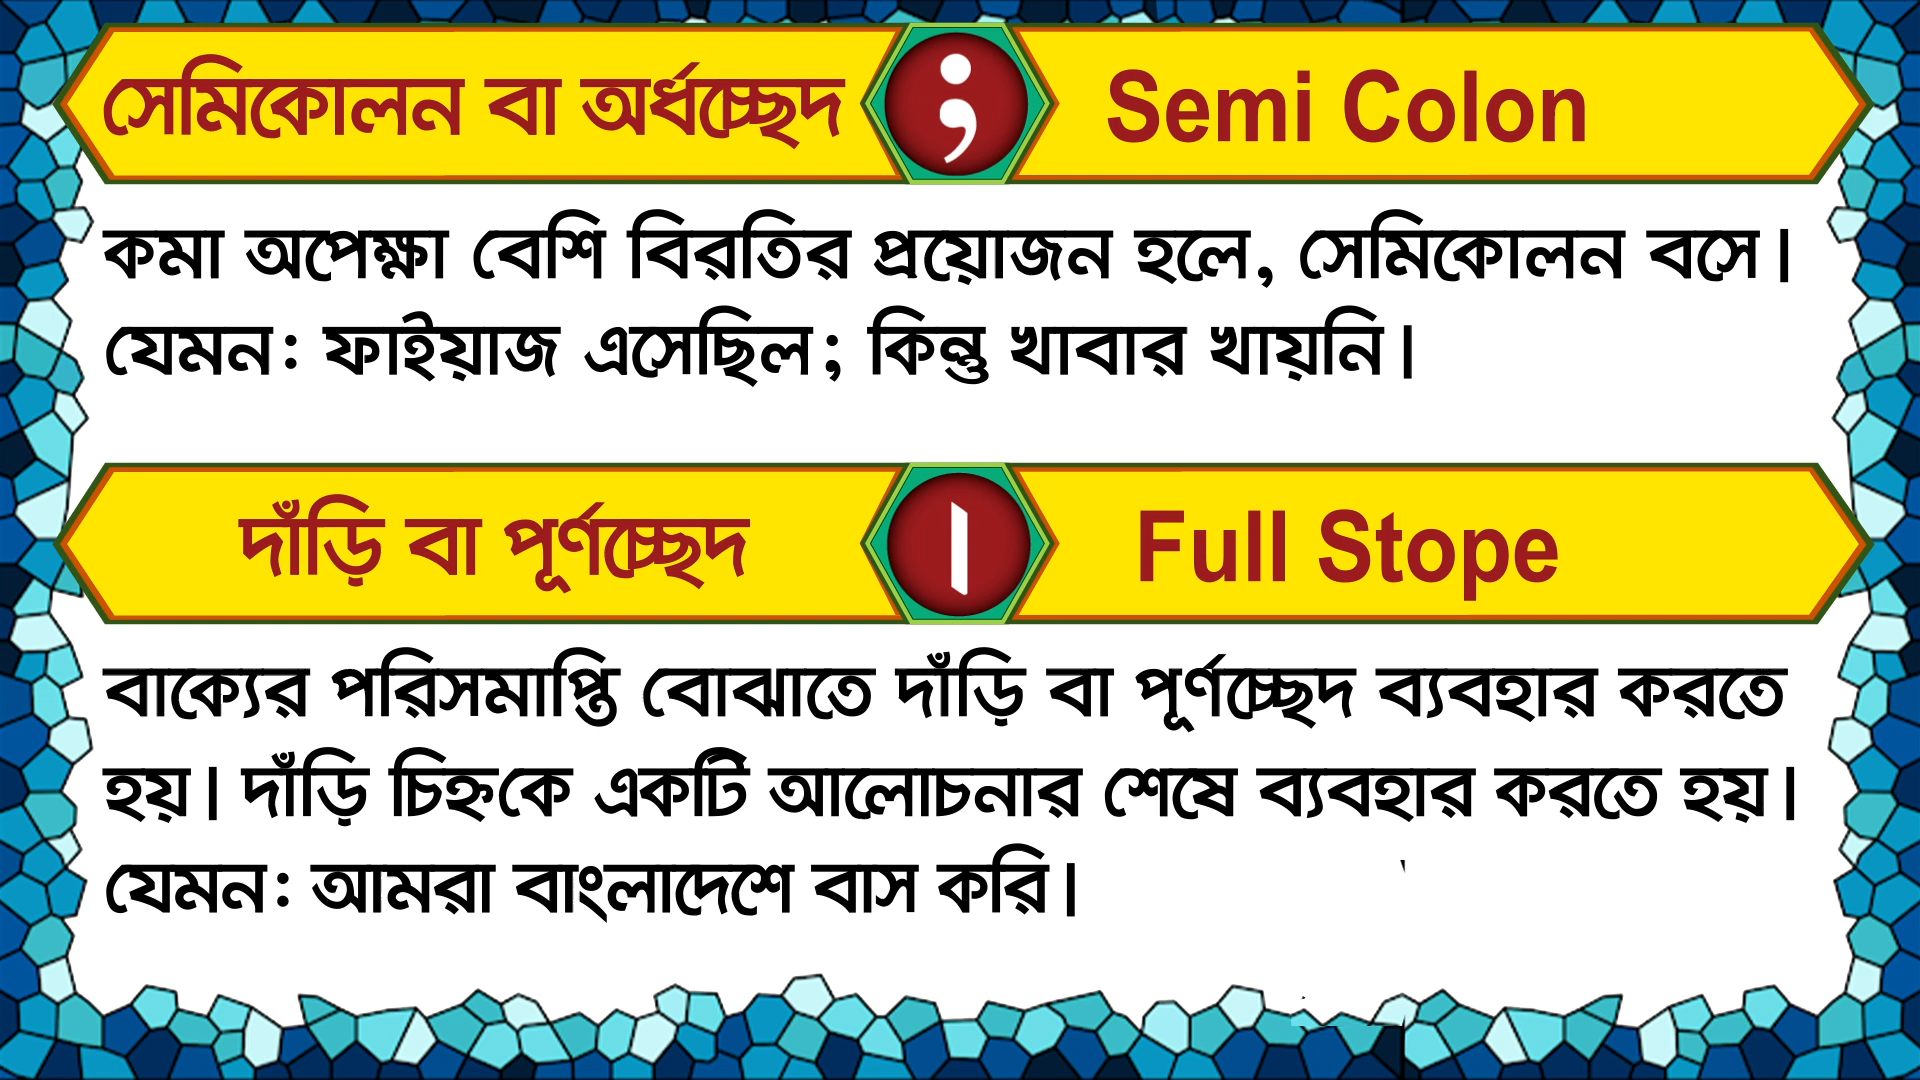 সেমিকোলন বা অর্ধচ্ছেদ ; Semi Colon
কমা অপেক্ষা বেশি বিরতির প্রয়োজন হলে, সেমিকোলন বসে।
যেমন: ফাইয়াজ এসেছিল; কিন্তু খাবার খায়নি।
দাঁড়ি বা পূর্ণচ্ছেদ । Full Stope
বাক্যের পরিসমাপ্তি বোঝাতে দাঁড়ি বা পূর্ণচ্ছেদ ব্যবহার করতে
হয়। দাঁড়ি চিহ্নকে একটি আলোচনার শেষে ব্যবহার করতে হয়।
যেমন: আমরা বাংলাদেশে বাস করি।